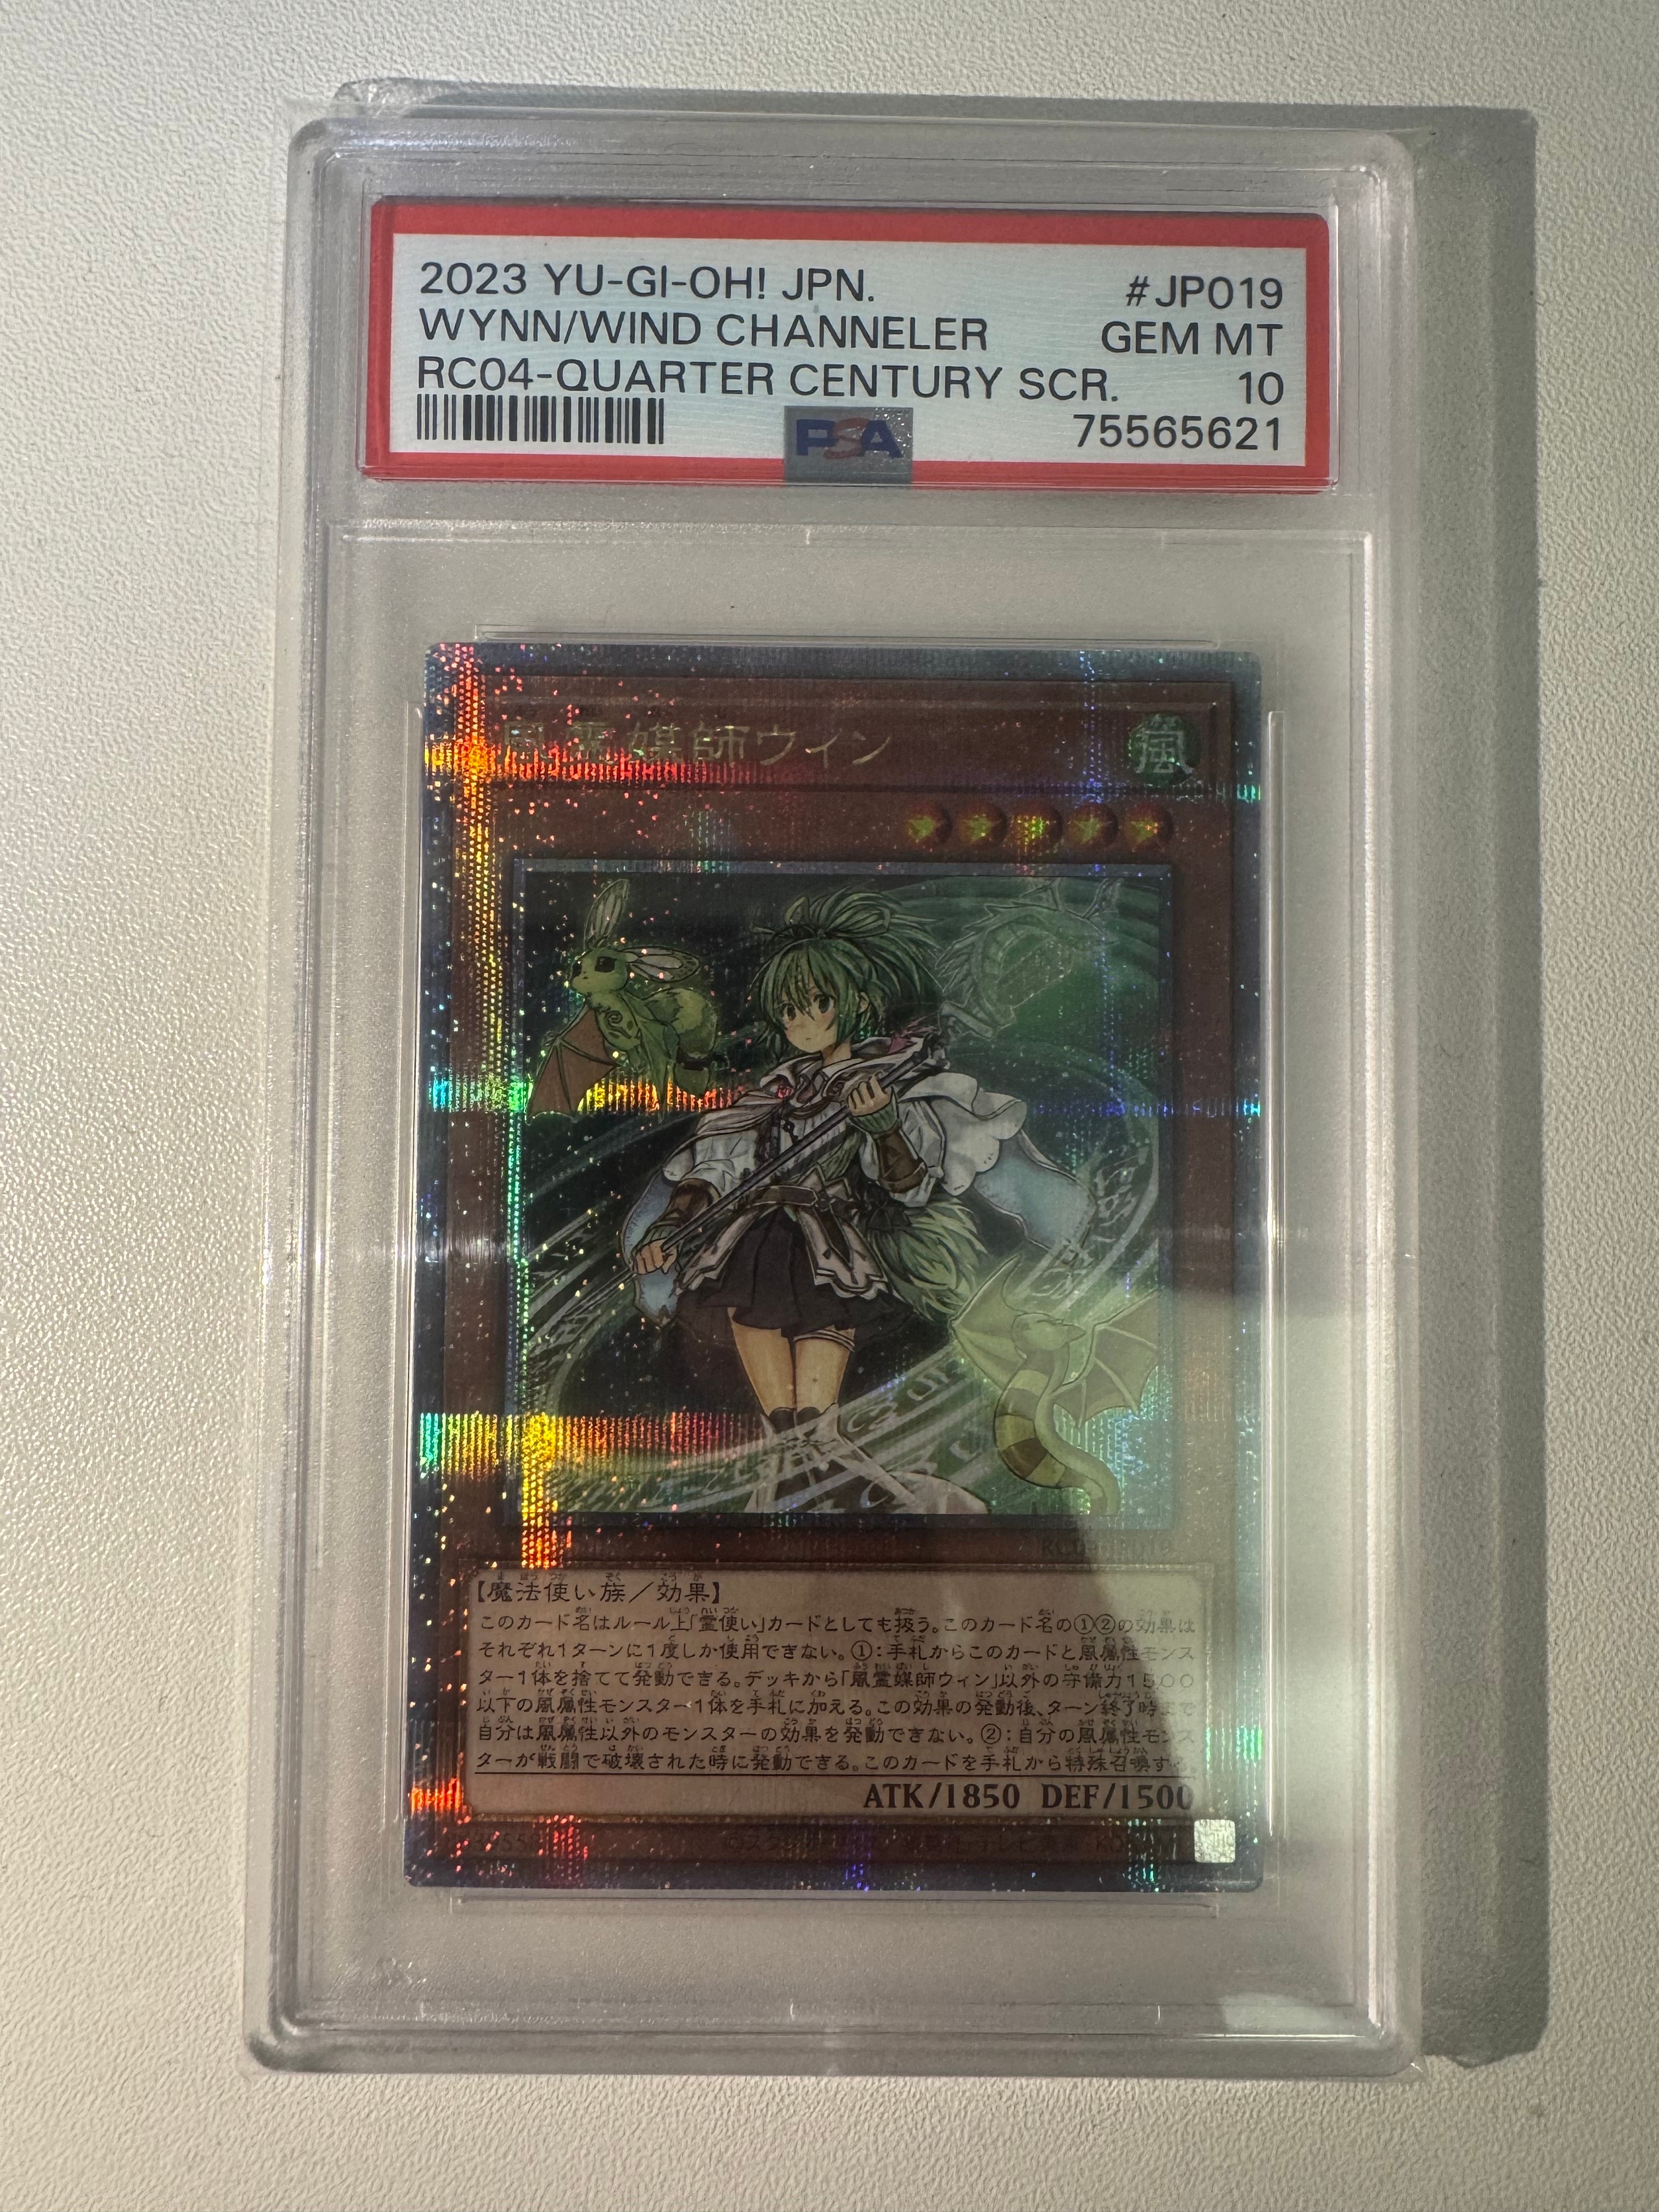 2023 YU-GI-OH! JPN. #JP019
WYNN/WIND CHANNELER GEM MT
RC04-QUARTER CENTURY SCR. 10
PSA 75565621
風霊媒師ウィン 風
【魔法使い族／効果】
このカード名はルール上「霊使い」カードとしても扱う。このカード名の①②の効果は
それぞれ1ターンに1度しか使用できない。①：手札からこのカードと風属性モンス
ター1体を捨てて発動できる。デッキから「風霊媒師ウィン」以外の守備力1500
以下の風属性モンスター1体を手札に加える。この効果の発動後、ターン終了時まで
自分は風属性以外のモンスターの効果を発動できない。②：自分の風属性モンス
ターが戦闘で破壊された時に発動できる。このカードを手札から特殊召喚する。
ATK/1850 DEF/1500